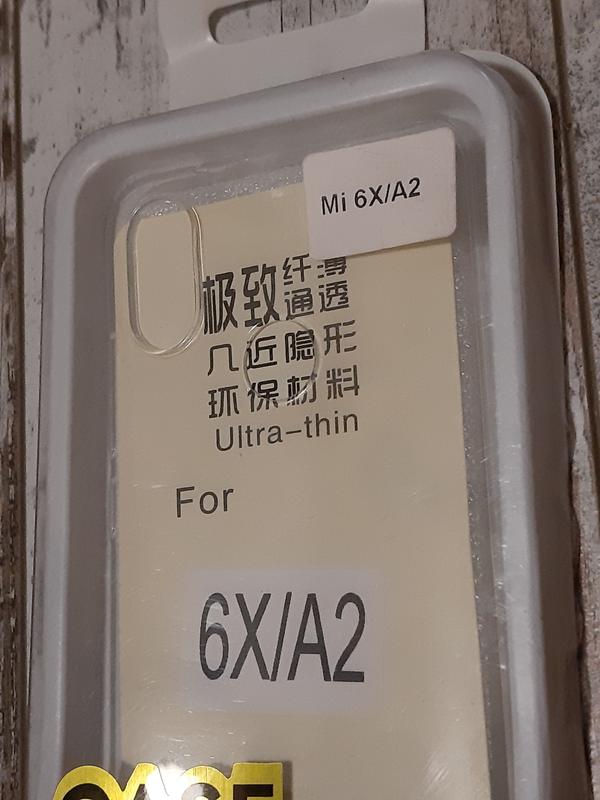 Mi 6X/A2
极致纤薄
通透
几近隐形
环保材料
Ultra-thin
For
6X/A2
CASE